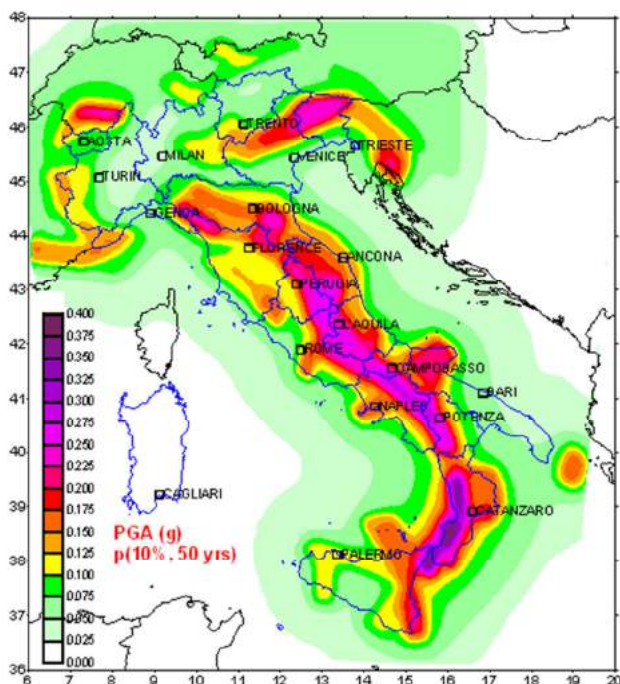 48
47
46
45
44
43
42
41
40
39
38
37
36
TRENTO
AOSTA
MILAN
VENICE
TRIESTE
TURIN
GENOA
BOLOGNA
FLORENCE
ANCONA
PERUGIA
L'AQUILA
ROME
CAMPOBASSO
BARI
NAPLES
POTENZA
CAGLIARI
CATANZARO
PALERMO
0.400
0.375
0.350
0.325
0.300
0.275
0.250
0.225
0.200
0.175
0.150
0.125
0.100
0.075
0.050
0.025
0.000
PGA (g)
p(10%, 50 yrs)
6 7 8 9 10 11 12 13 14 15 16 17 18 19 20